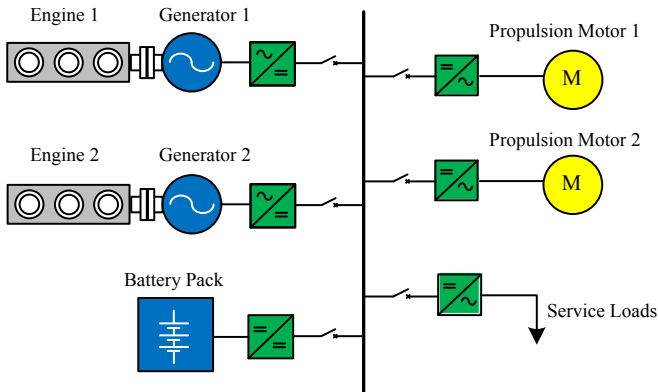 Engine 1
Generator 1
Propulsion Motor 1
M
Engine 2
Generator 2
Propulsion Motor 2
M
Battery Pack
Service Loads